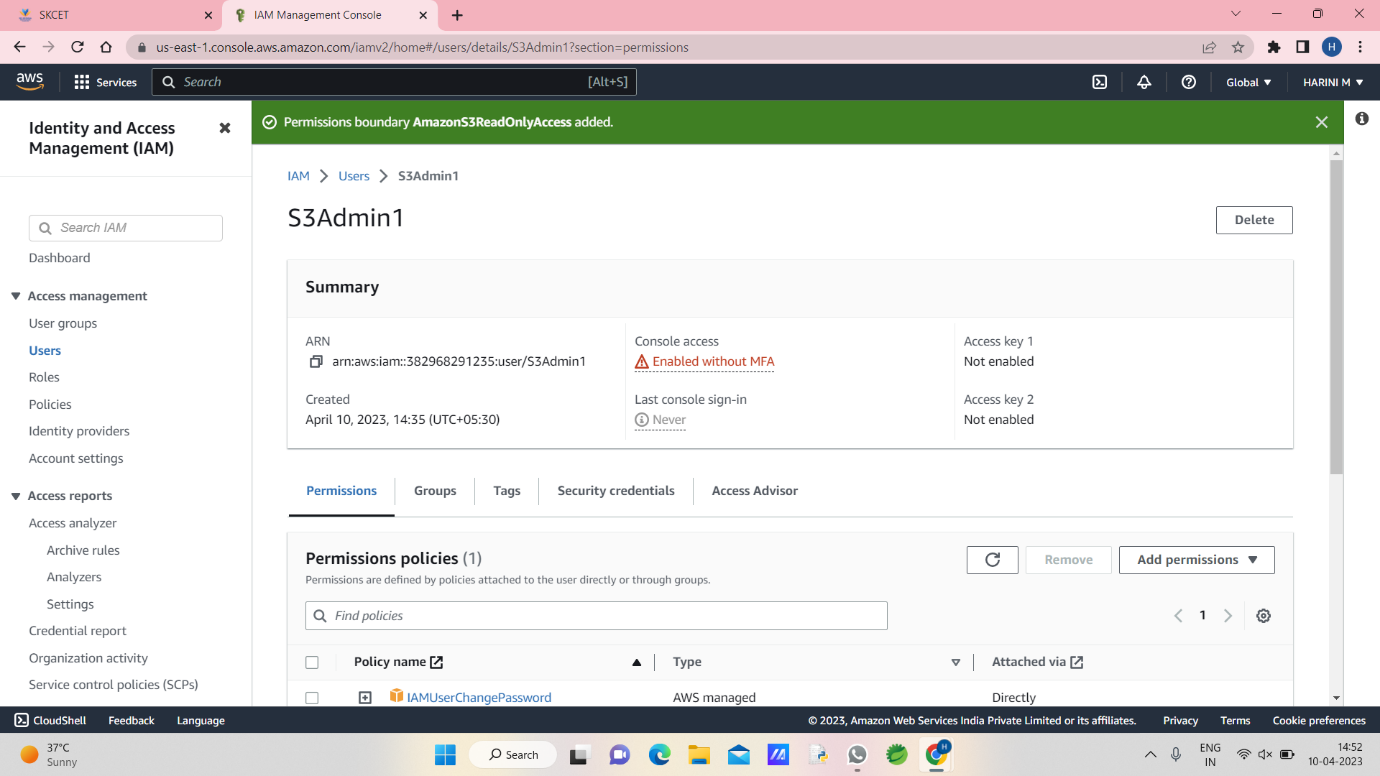 SKCET
IAM Management Console
us-east-1.console.aws.amazon.com/iamv2/home#/users/details/S3Admin1?section=permissions
H
aws
Services
Search
[Alt+S]
Global
HARINI M
Identity and Access
Management (IAM)
Search IAM
Dashboard
Access management
User groups
Users
Roles
Policies
Identity providers
Account settings
Access reports
Access analyzer
Archive rules
Analyzers
Settings
Credential report
Organization activity
Service control policies (SCPs)
Permissions boundary AmazonS3ReadOnlyAccess added.
IAM > Users > S3Admin1
S3Admin1
Delete
Summary
ARN
arn:aws:iam::382968291235:user/S3Admin1
Created
April 10, 2023, 14:35 (UTC+05:30)
Console access
Enabled without MFA
Last console sign-in
Never
Access key 1
Not enabled
Access key 2
Not enabled
Permissions
Groups
Tags
Security credentials
Access Advisor
Permissions policies (1)
Permissions are defined by policies attached to the user directly or through groups.
Remove
Add permissions
Find policies
1
Policy name
Type
Attached via
IAMUserChangePassword
AWS managed
Directly
CloudShell
Feedback
Language
© 2023, Amazon Web Services India Private Limited or its affiliates.
Privacy
Terms
Cookie preferences
37°C
Sunny
Search
H
ENG
IN
14:52
10-04-2023